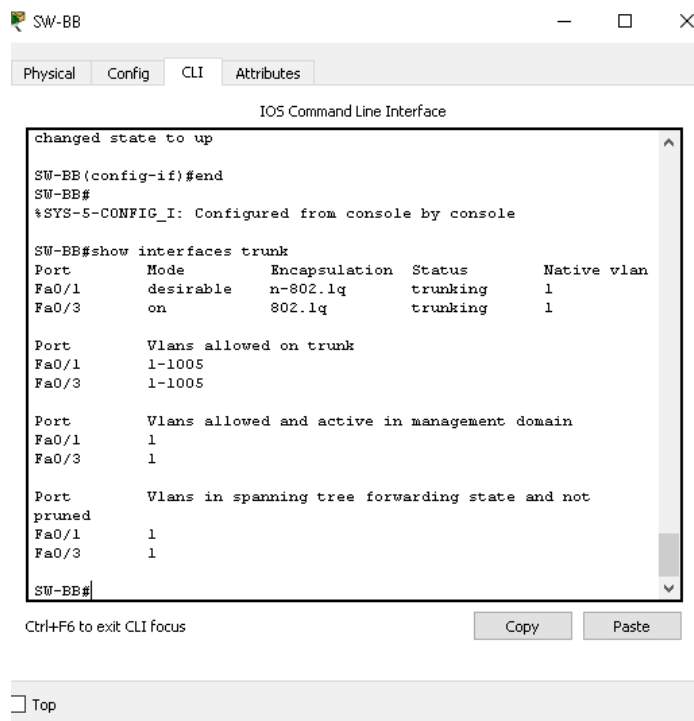 SW-BB
Physical Config CLI Attributes
IOS Command Line Interface
changed state to up
SW-BB(config-if)#end
SW-BB#
%SYS-5-CONFIG_I: Configured from console by console
SW-BB#show interfaces trunk
Port Mode Encapsulation Status Native vlan
Fa0/1 desirable n-802.1q trunking 1
Fa0/3 on 802.1q trunking 1
Port Vlans allowed on trunk
Fa0/1 1-1005
Fa0/3 1-1005
Port Vlans allowed and active in management domain
Fa0/1 1
Fa0/3 1
Port Vlans in spanning tree forwarding state and not
pruned
Fa0/1 1
Fa0/3 1
SW-BB#
Ctrl+F6 to exit CLI focus
Copy Paste
Top